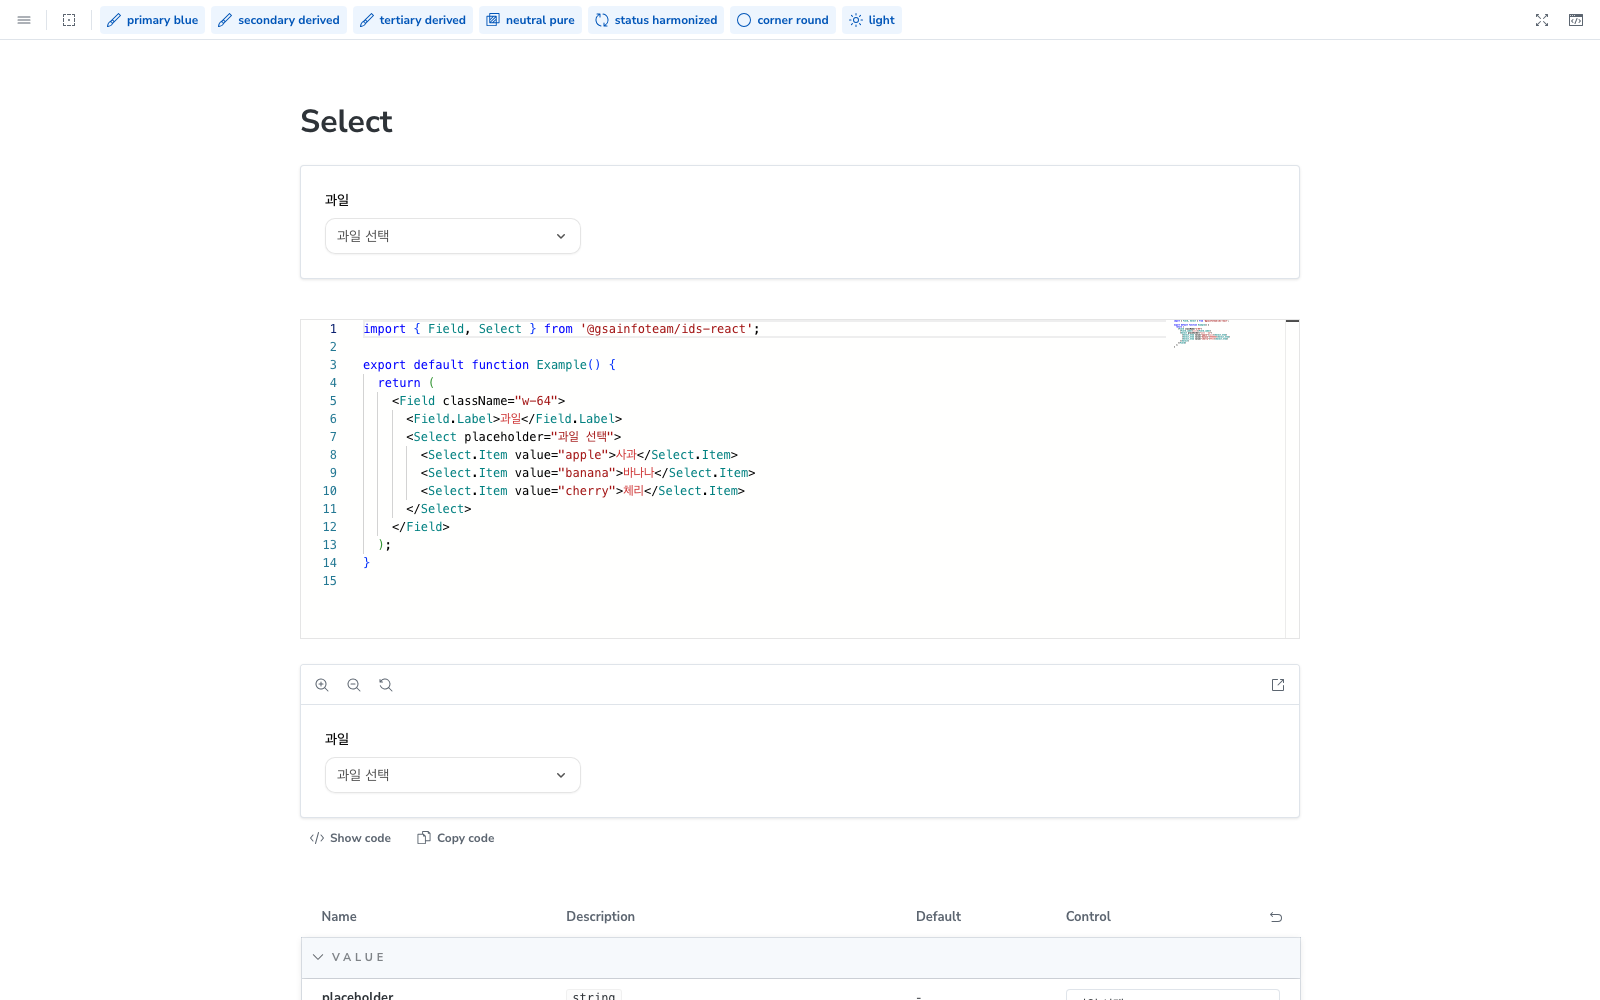 primary blue
secondary derived
tertiary derived
neutral pure
status harmonized
corner round
light
Select
과일
과일 선택
1 import { Field, Select } from '@gsainfoteam/ids-react';
2
3 export default function Example() {
4 return (
5 <Field className="w-64">
6 <Field.Label>과일</Field.Label>
7 <Select placeholder="과일 선택">
8 <Select.Item value="apple">사과</Select.Item>
9 <Select.Item value="banana">바나나</Select.Item>
10 <Select.Item value="cherry">체리</Select.Item>
11 </Select>
12 </Field>
13 );
14 }
15
과일
과일 선택
Show code
Copy code
Name Description Default Control
VALUE
placeholder string -